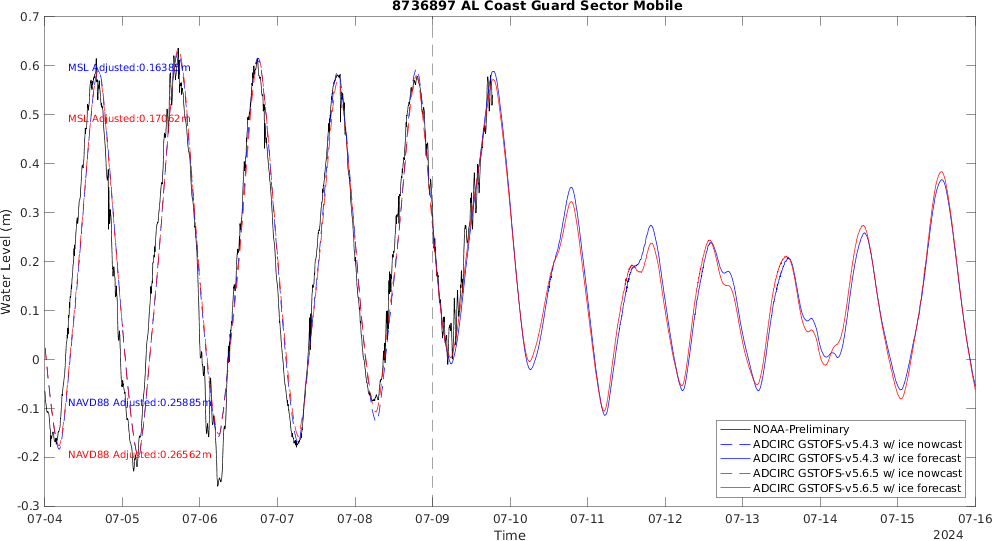 8736897 AL Coast Guard Sector Mobile
0.7
0.6
0.5
0.4
0.3
0.2
0.1
0
-0.1
-0.2
-0.3
Water Level (m)
MSL Adjusted:0.16385m
MSL Adjusted:0.17062m
NAVD88 Adjusted:0.25885m
NAVD88 Adjusted:0.26562m
NOAA-Preliminary
ADCIRC GSTOFS-v5.4.3 w/ ice nowcast
ADCIRC GSTOFS-v5.4.3 w/ ice forecast
ADCIRC GSTOFS-v5.6.5 w/ ice nowcast
ADCIRC GSTOFS-v5.6.5 w/ ice forecast
07-04 07-05 07-06 07-07 07-08 07-09 07-10 07-11 07-12 07-13 07-14 07-15 07-16
Time
2024